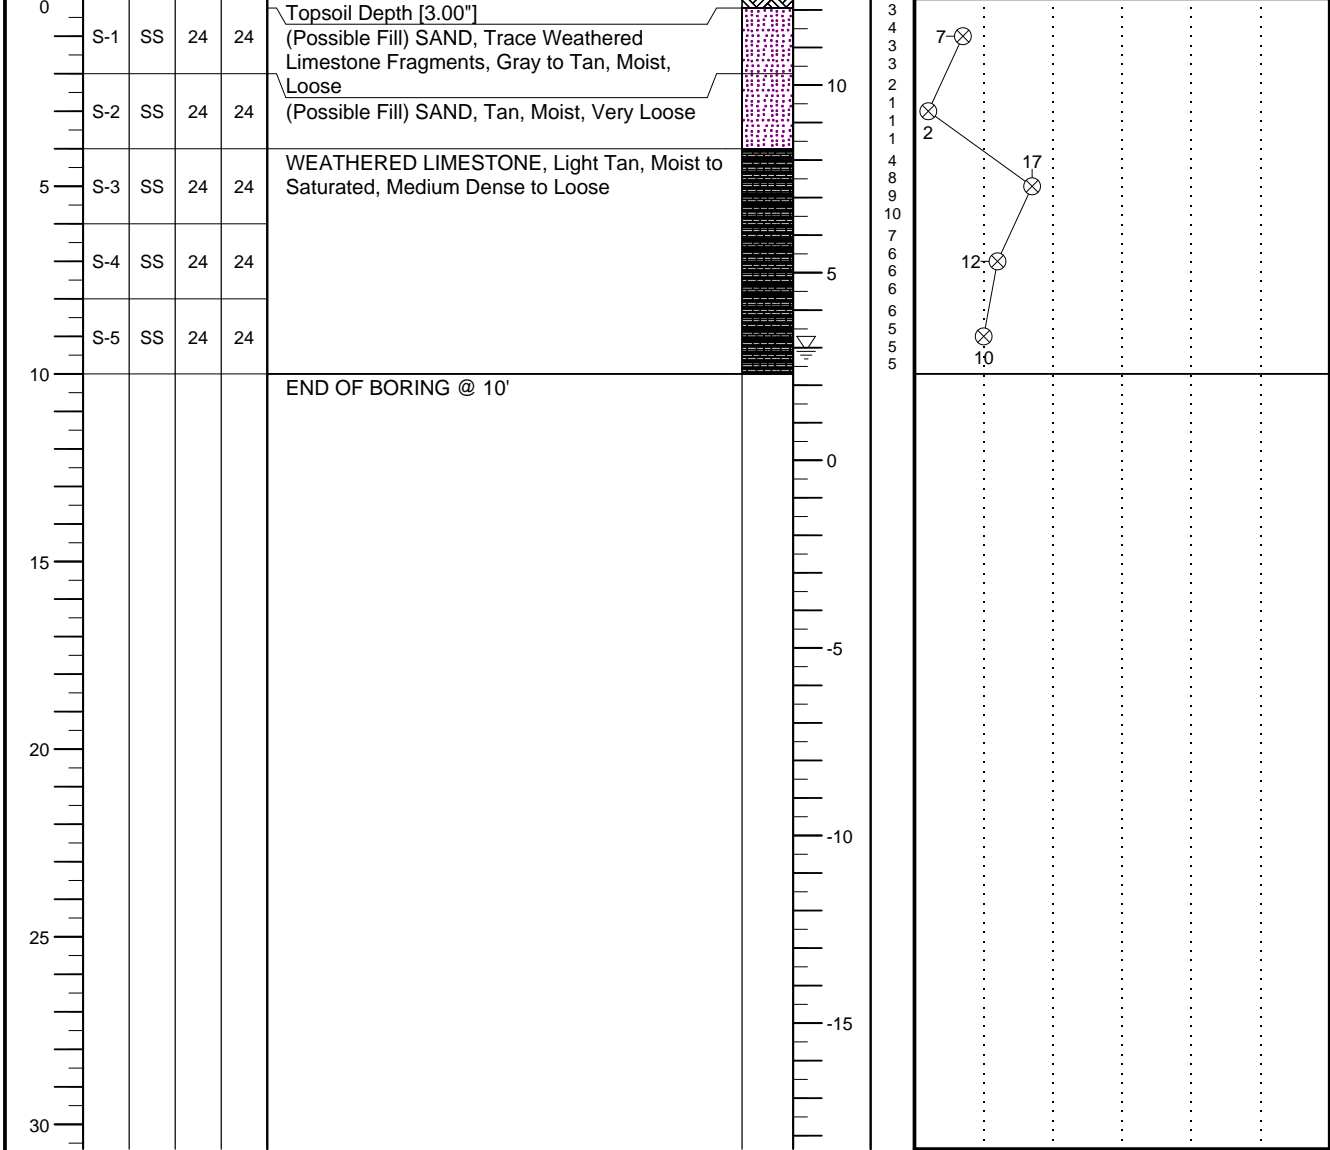 0
Topsoil Depth [3.00"]
S-1 SS 24 24
(Possible Fill) SAND, Trace Weathered
Limestone Fragments, Gray to Tan, Moist,
Loose
S-2 SS 24 24
(Possible Fill) SAND, Tan, Moist, Very Loose
WEATHERED LIMESTONE, Light Tan, Moist to
Saturated, Medium Dense to Loose
5
S-3 SS 24 24
S-4 SS 24 24
S-5 SS 24 24
10
END OF BORING @ 10'
15
20
25
30
10
5
0
-5
-10
-15
3
4
3
3
2
1
1
1
4
8
9
10
7
6
6
6
6
5
5
5
7
2
17
12
10